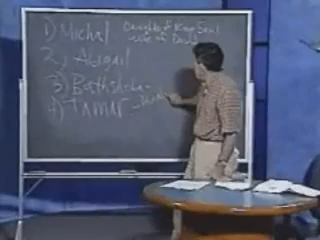 1) Michal Daughter of King Saul
wife of David
2) Abigail
3) Bathsheba
4) TAMAR -